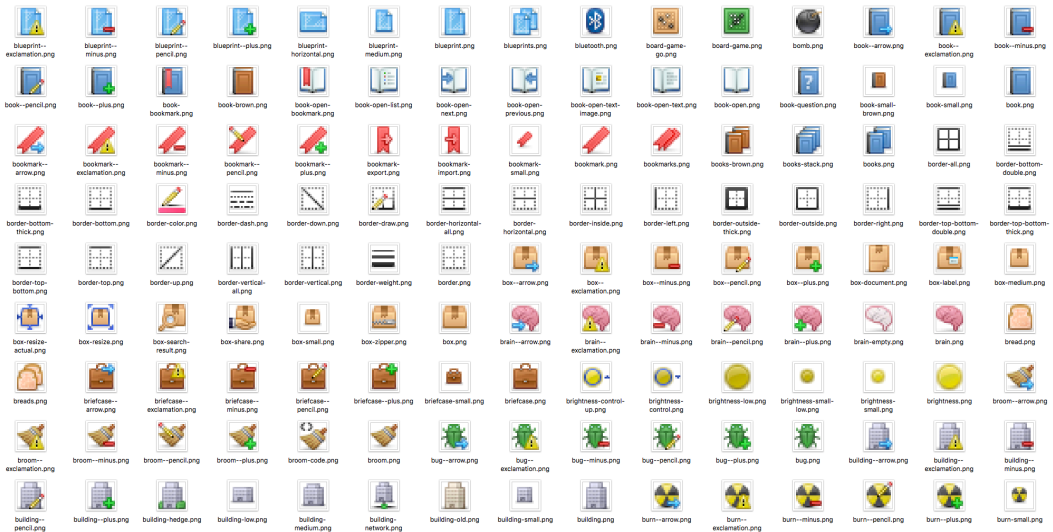 blueprint--exclamation.png
blueprint--minus.png
blueprint--pencil.png
blueprint--plus.png
blueprint-horizontal.png
blueprint-medium.png
blueprint.png
blueprints.png
bluetooth.png
board-game-go.png
board-game.png
bomb.png
book--arrow.png
book--exclamation.png
book--minus.png
book--pencil.png
book--plus.png
book-bookmark.png
book-brown.png
book-open-bookmark.png
book-open-list.png
book-open-next.png
book-open-previous.png
book-open-text-image.png
book-open-text.png
book-open.png
book-question.png
book-small-brown.png
book-small.png
book.png
bookmark--arrow.png
bookmark--exclamation.png
bookmark--minus.png
bookmark--pencil.png
bookmark--plus.png
bookmark-export.png
bookmark-import.png
bookmark-small.png
bookmark.png
bookmarks.png
books-brown.png
books-stack.png
books.png
border-all.png
border-bottom-double.png
border-bottom-thick.png
border-bottom.png
border-color.png
border-dash.png
border-down.png
border-draw.png
border-horizontal-all.png
border-horizontal.png
border-inside.png
border-left.png
border-outside-thick.png
border-outside.png
border-right.png
border-top-bottom-double.png
border-top-bottom-thick.png
border-top-bottom.png
border-top.png
border-up.png
border-vertical-all.png
border-vertical.png
border-weight.png
border.png
box--arrow.png
box--exclamation.png
box--minus.png
box--pencil.png
box--plus.png
box-document.png
box-label.png
box-medium.png
box-resize-actual.png
box-resize.png
box-search-result.png
box-share.png
box-small.png
box-zipper.png
box.png
brain--arrow.png
brain--exclamation.png
brain--minus.png
brain--pencil.png
brain--plus.png
brain-empty.png
brain.png
bread.png
breads.png
briefcase--arrow.png
briefcase--exclamation.png
briefcase--minus.png
briefcase--pencil.png
briefcase--plus.png
briefcase-small.png
briefcase.png
brightness-control-up.png
brightness-control.png
brightness-low.png
brightness-small-low.png
brightness-small.png
brightness.png
broom--arrow.png
broom--exclamation.png
broom--minus.png
broom--pencil.png
broom--plus.png
broom-code.png
broom.png
bug--arrow.png
bug--exclamation.png
bug--minus.png
bug--pencil.png
bug--plus.png
bug.png
building--arrow.png
building--exclamation.png
building--minus.png
building--pencil.png
building--plus.png
building-hedge.png
building-low.png
building-medium.png
building-network.png
building-old.png
building-small.png
building.png
burn--arrow.png
burn--exclamation.png
burn--minus.png
burn--pencil.png
burn--plus.png
burn-small.png